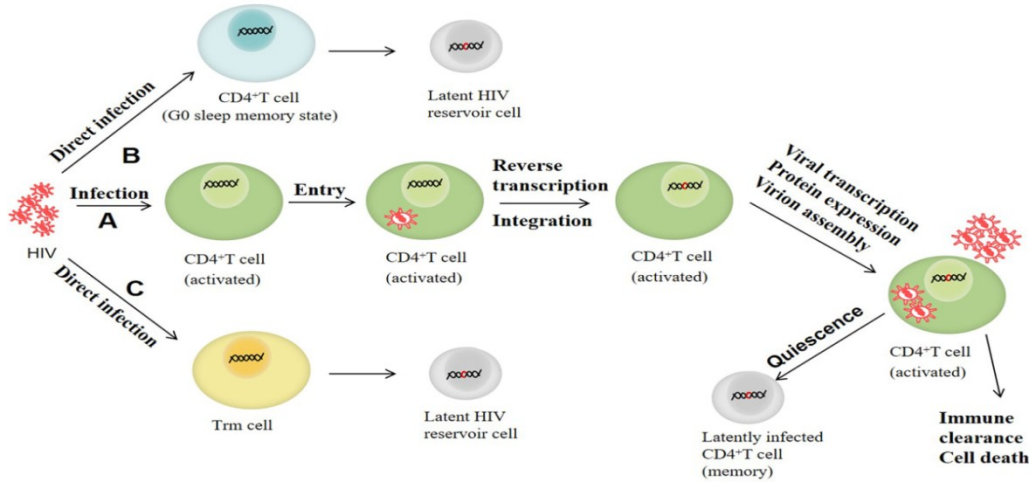 CD4⁺T cell
(G0 sleep memory state)
Latent HIV
reservoir cell
Direct infection
B
HIV
Infection
A
CD4⁺T cell
(activated)
Entry
CD4⁺T cell
(activated)
Reverse
transcription
Integration
CD4⁺T cell
(activated)
Viral transcription
Protein expression
Virion assembly
CD4⁺T cell
(activated)
Quiescence
Latently infected
CD4⁺T cell
(memory)
Immune
clearance
Cell death
C
Direct infection
Trm cell
Latent HIV
reservoir cell